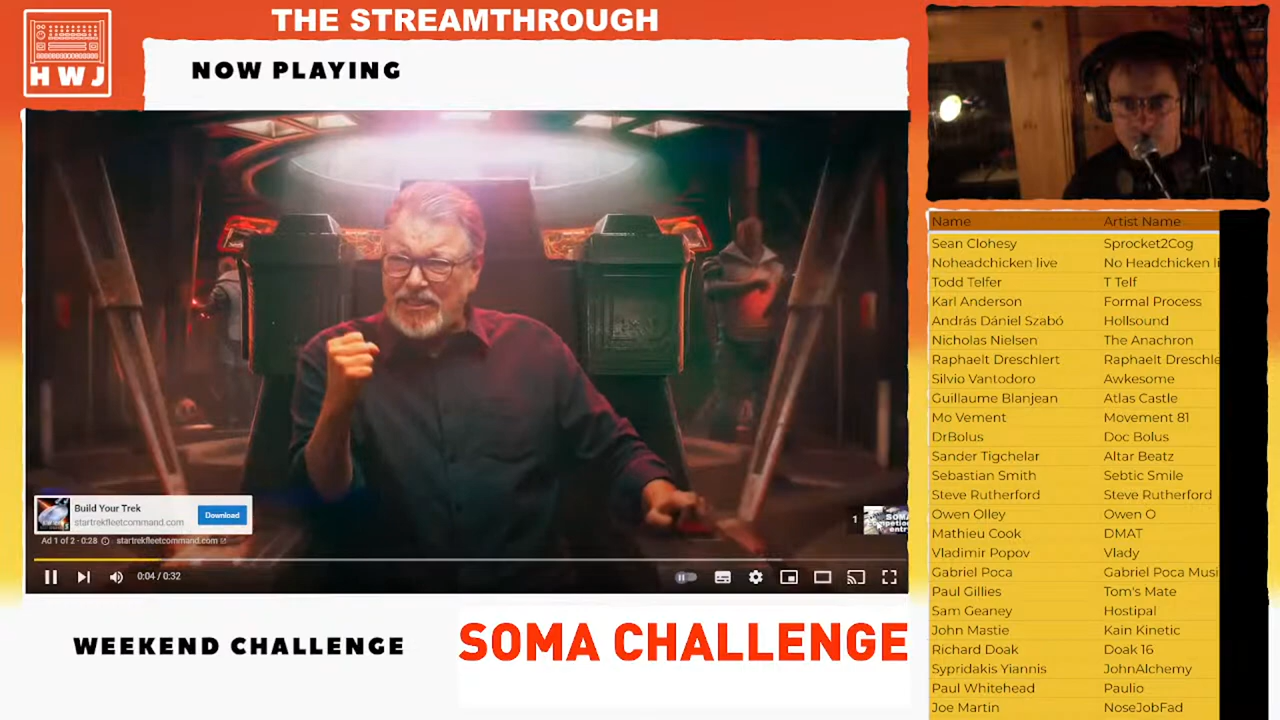 THE STREAMTHROUGH
HWJ
NOW PLAYING
Build Your Trek
startrekfleetcommand.com
Download
Ad 1 of 2 · 0:28
startrekfleetcommand.com
1
SOMA
entry
0:04 / 0:32
WEEKEND CHALLENGE
SOMA CHALLENGE
Name Artist Name
Sean Clohesy Sprocket2Cog
Noheadchicken live No Headchicken li
Todd Telfer T Telf
Karl Anderson Formal Process
András Dániel Szabó Hollsound
Nicholas Nielsen The Anachron
Raphaelt Dreschlert Raphaelt Dreschle
Silvio Vantodoro Awkesome
Guillaume Blanjean Atlas Castle
Mo Vement Movement 81
DrBolus Doc Bolus
Sander Tigchelar Altar Beatz
Sebastian Smith Sebtic Smile
Steve Rutherford Steve Rutherford
Owen Olley Owen O
Mathieu Cook DMAT
Vladimir Popov Vlady
Gabriel Poca Gabriel Poca Musi
Paul Gillies Tom's Mate
Sam Geaney Hostipal
John Mastie Kain Kinetic
Richard Doak Doak 16
Sypridakis Yiannis JohnAlchemy
Paul Whitehead Paulio
Joe Martin NoseJobFad